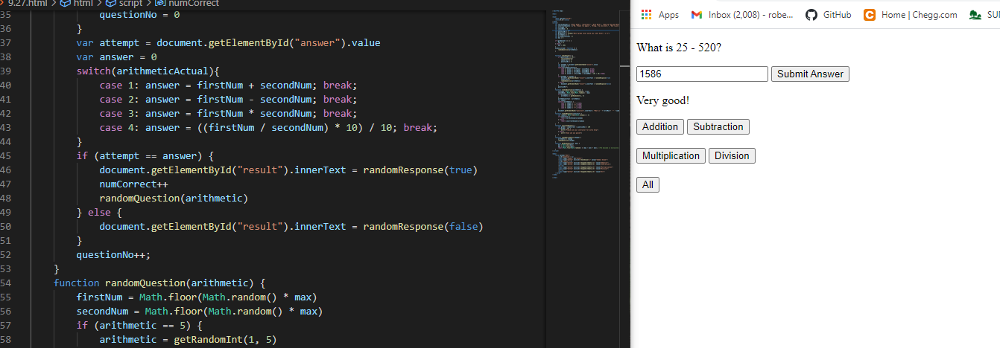 9.27.html > html > script > numCorrect
35 questionNo = 0
36 }
37 var attempt = document.getElementById("answer").value
38 var answer = 0
39 switch(arithmeticActual){
40 case 1: answer = firstNum + secondNum; break;
41 case 2: answer = firstNum - secondNum; break;
42 case 3: answer = firstNum * secondNum; break;
43 case 4: answer = ((firstNum / secondNum) * 10) / 10; break;
44 }
45 if (attempt == answer) {
46 document.getElementById("result").innerText = randomResponse(true)
47 numCorrect++
48 randomQuestion(arithmetic)
49 } else {
50 document.getElementById("result").innerText = randomResponse(false)
51 }
52 questionNo++;
53 }
54 function randomQuestion(arithmetic) {
55 firstNum = Math.floor(Math.random() * max)
56 secondNum = Math.floor(Math.random() * max)
57 if (arithmetic == 5) {
58 arithmetic = getRandomInt(1, 5)
Apps Inbox (2,008) - robe... GitHub Home | Chegg.com SU
What is 25 - 520?
1586 Submit Answer
Very good!
Addition Subtraction
Multiplication Division
All